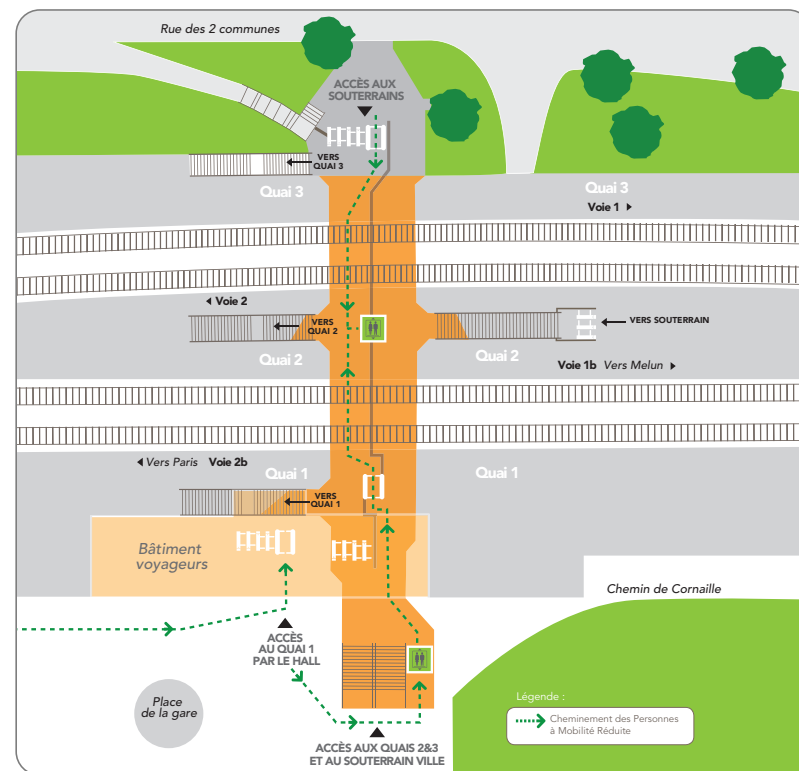 Rue des 2 communes
ACCÈS AUX
SOUTERRAINS
VERS
QUAI 3
Quai 3
Quai 3
Voie 1
Voie 2
VERS
QUAI 2
VERS SOUTERRAIN
Quai 2
Quai 2
Voie 1b Vers Melun
Vers Paris Voie 2b
Quai 1
Quai 1
VERS
QUAI 1
Bâtiment
voyageurs
Chemin de Cornaille
ACCÈS
AU QUAI 1
PAR LE HALL
Place
de la gare
Légende :
Cheminement des Personnes
à Mobilité Réduite
ACCÈS AUX QUAIS 2&3
ET AU SOUTERRAIN VILLE